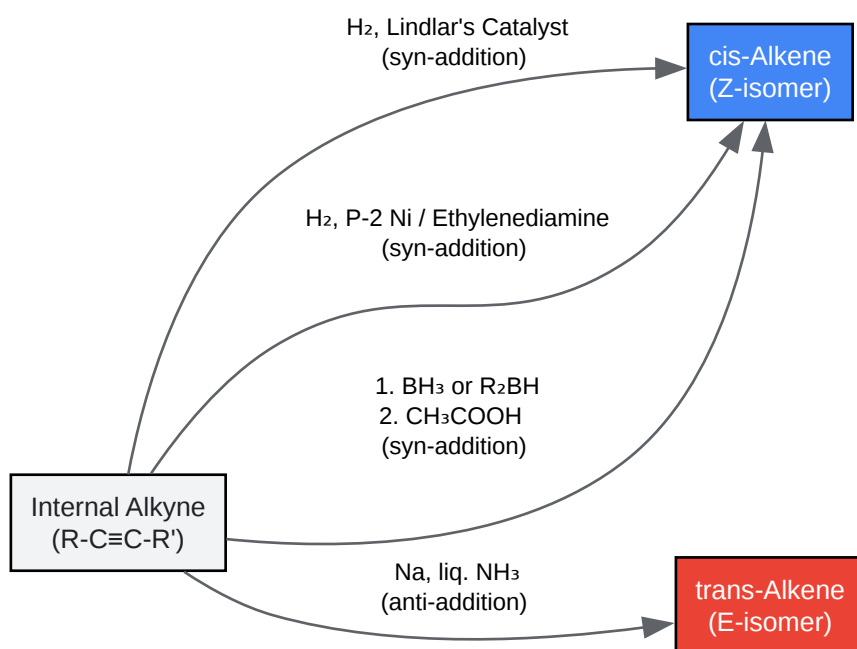 H₂, Lindlar's Catalyst
(syn-addition)
cis-Alkene
(Z-isomer)
H₂, P-2 Ni / Ethylenediamine
(syn-addition)
1. BH₃ or R₂BH
2. CH₃COOH
(syn-addition)
Internal Alkyne
(R-C≡C-R')
Na, liq. NH₃
(anti-addition)
trans-Alkene
(E-isomer)